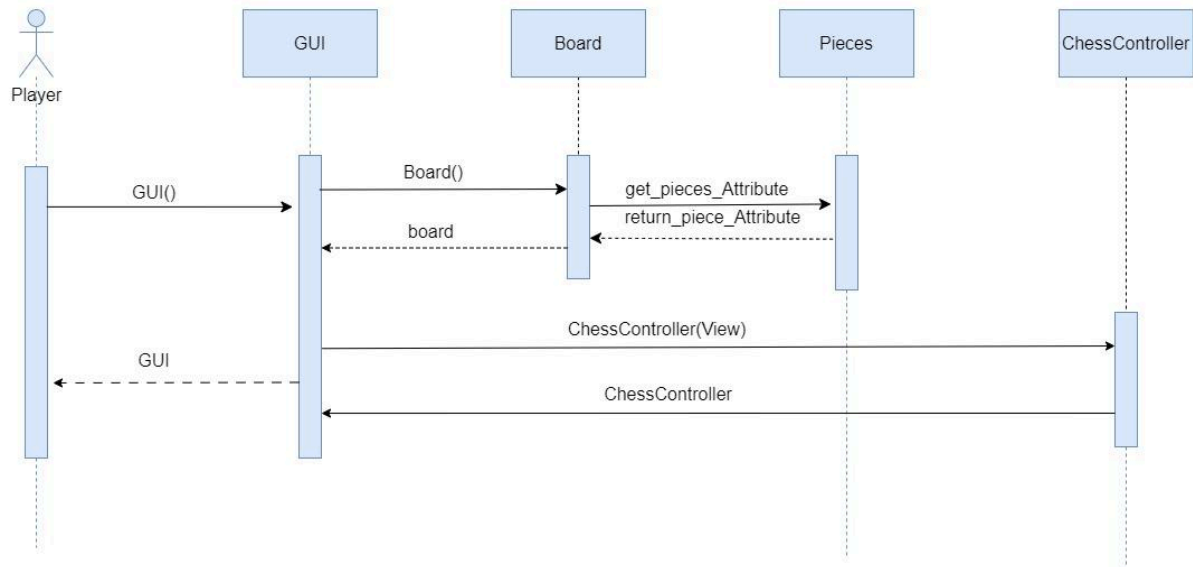 GUI
Board
Pieces
ChessController
Player
Board()
GUI()
get_pieces_Attribute
return_piece_Attribute
board
ChessController(View)
GUI
ChessController